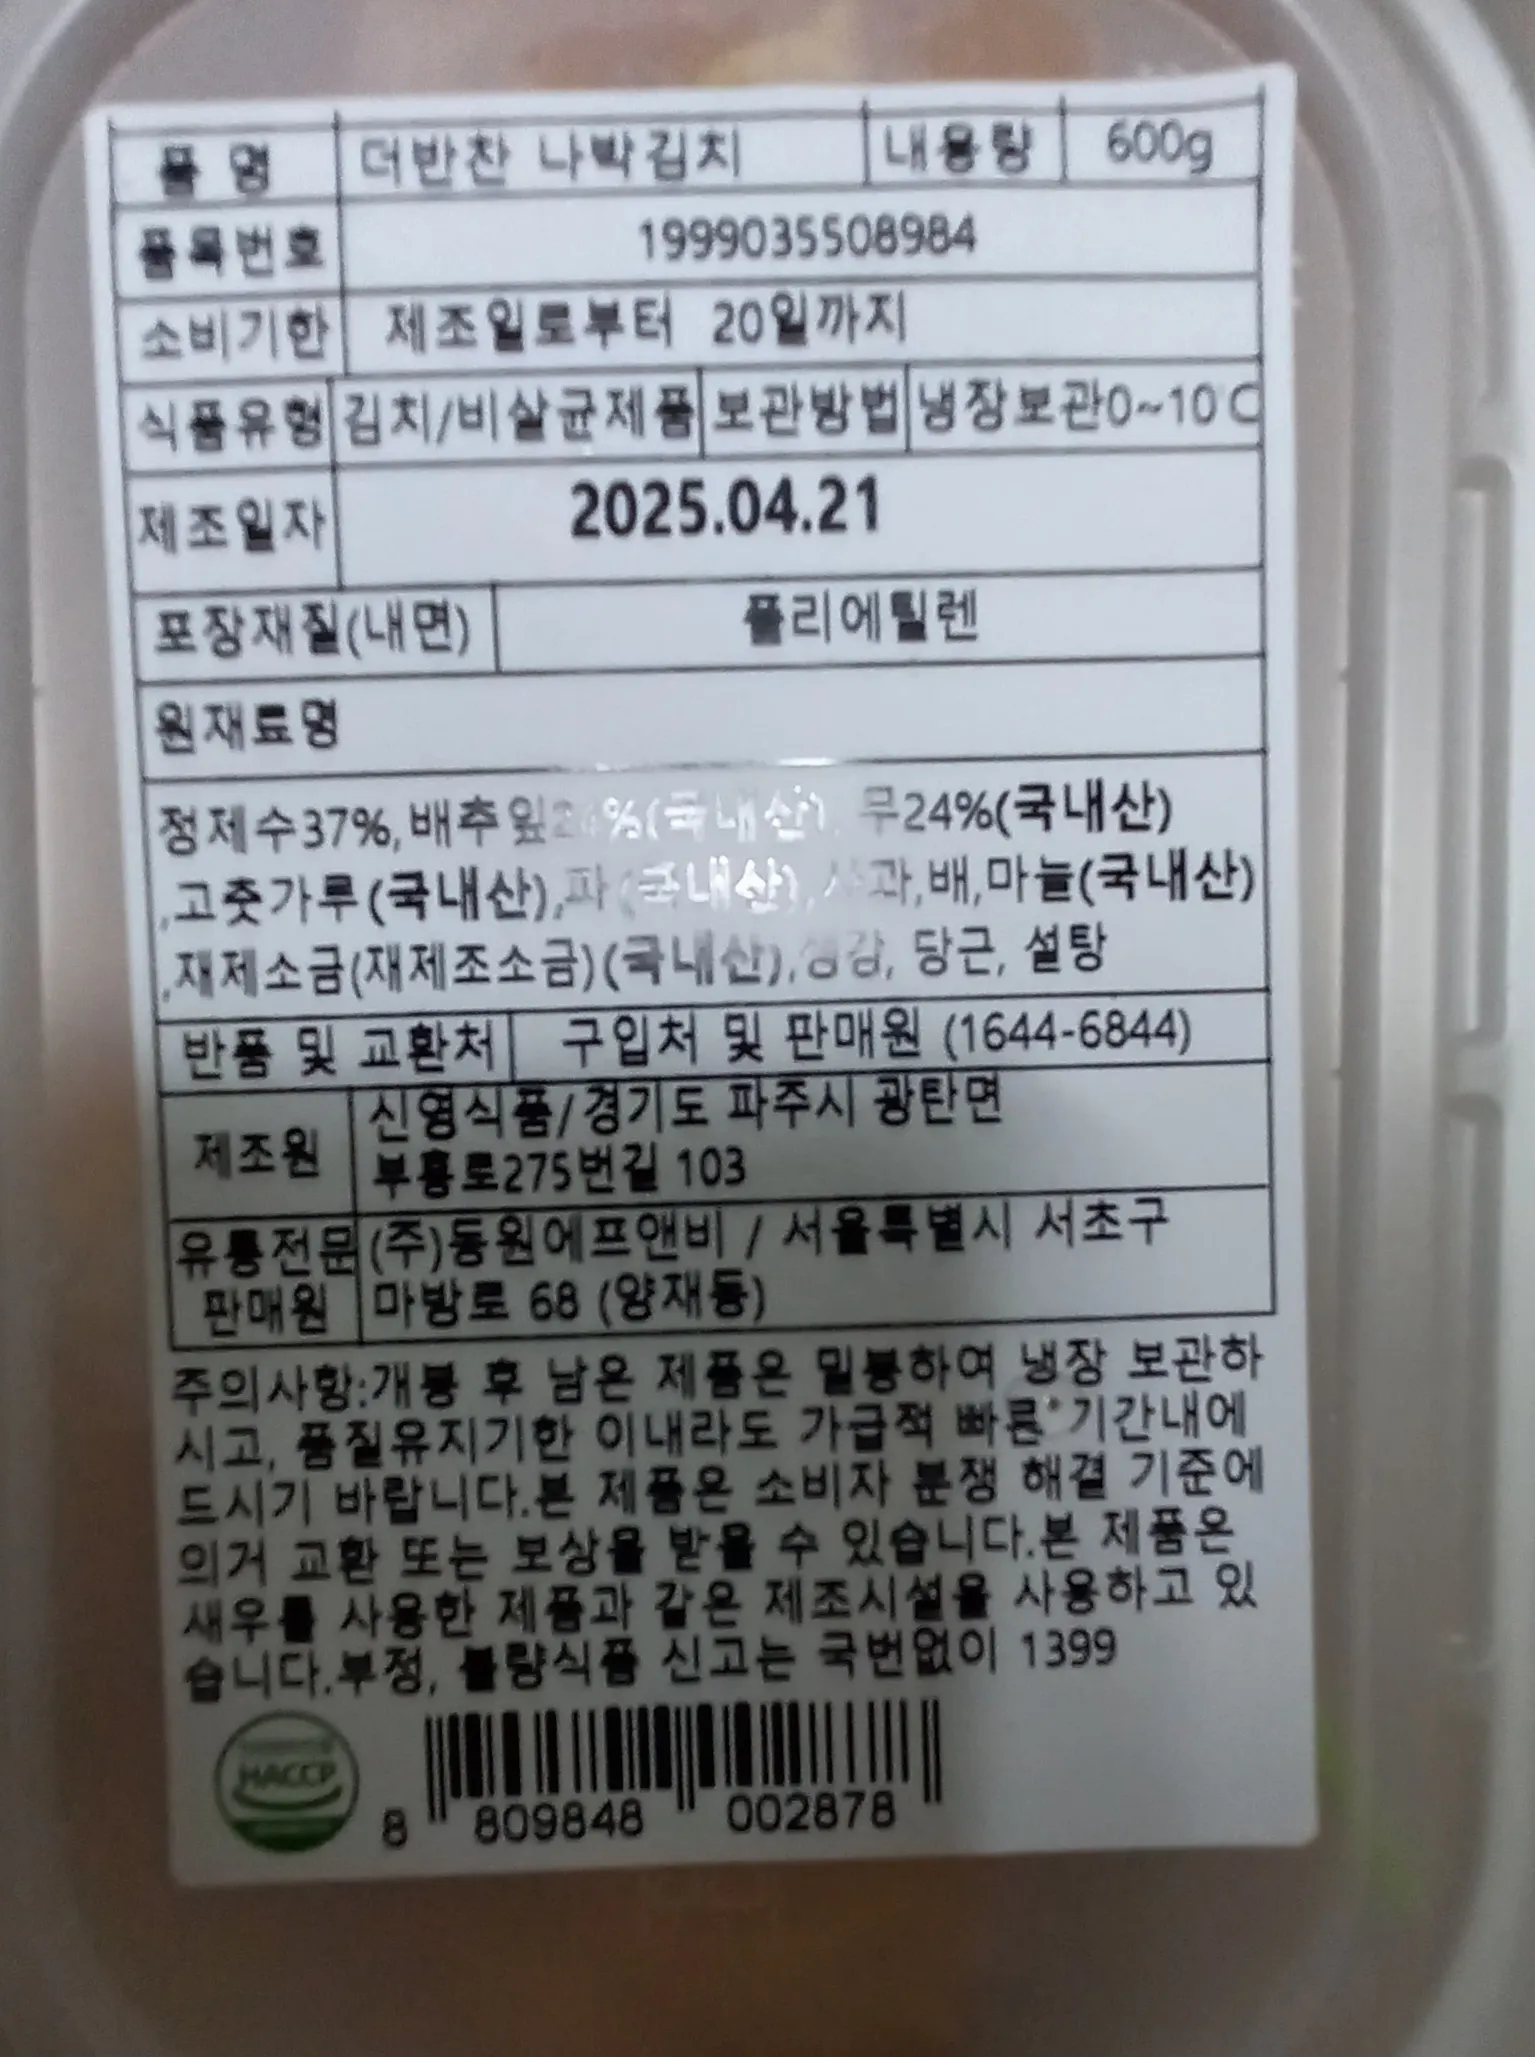 품 명 더반찬 나박김치 내용량 600g
품목번호 1999035508984
소비기한 제조일로부터 20일까지
식품유형 김치/비살균제품 보관방법 냉장보관0~10℃
제조일자 2025.04.21
포장재질(내면) 폴리에틸렌
원재료명
정제수37%,배추잎24%(국내산), 무24%(국내산)
,고춧가루(국내산),파(국내산),사과,배,마늘(국내산)
,재제소금(재제조소금)(국내산),생강, 당근, 설탕
반품 및 교환처 구입처 및 판매원 (1644-6844)
제조원 신영식품/경기도 파주시 광탄면
부흥로275번길 103
유통전문 (주)동원에프앤비 / 서울특별시 서초구
판매원 마방로 68 (양재동)
주의사항:개봉 후 남은 제품은 밀봉하여 냉장 보관하
시고, 품질유지기한 이내라도 가급적 빠른 기간내에
드시기 바랍니다.본 제품은 소비자 분쟁 해결 기준에
의거 교환 또는 보상을 받을 수 있습니다.본 제품은
새우를 사용한 제품과 같은 제조시설을 사용하고 있
습니다.부정, 불량식품 신고는 국번없이 1399
HACCP
8 809848 002878